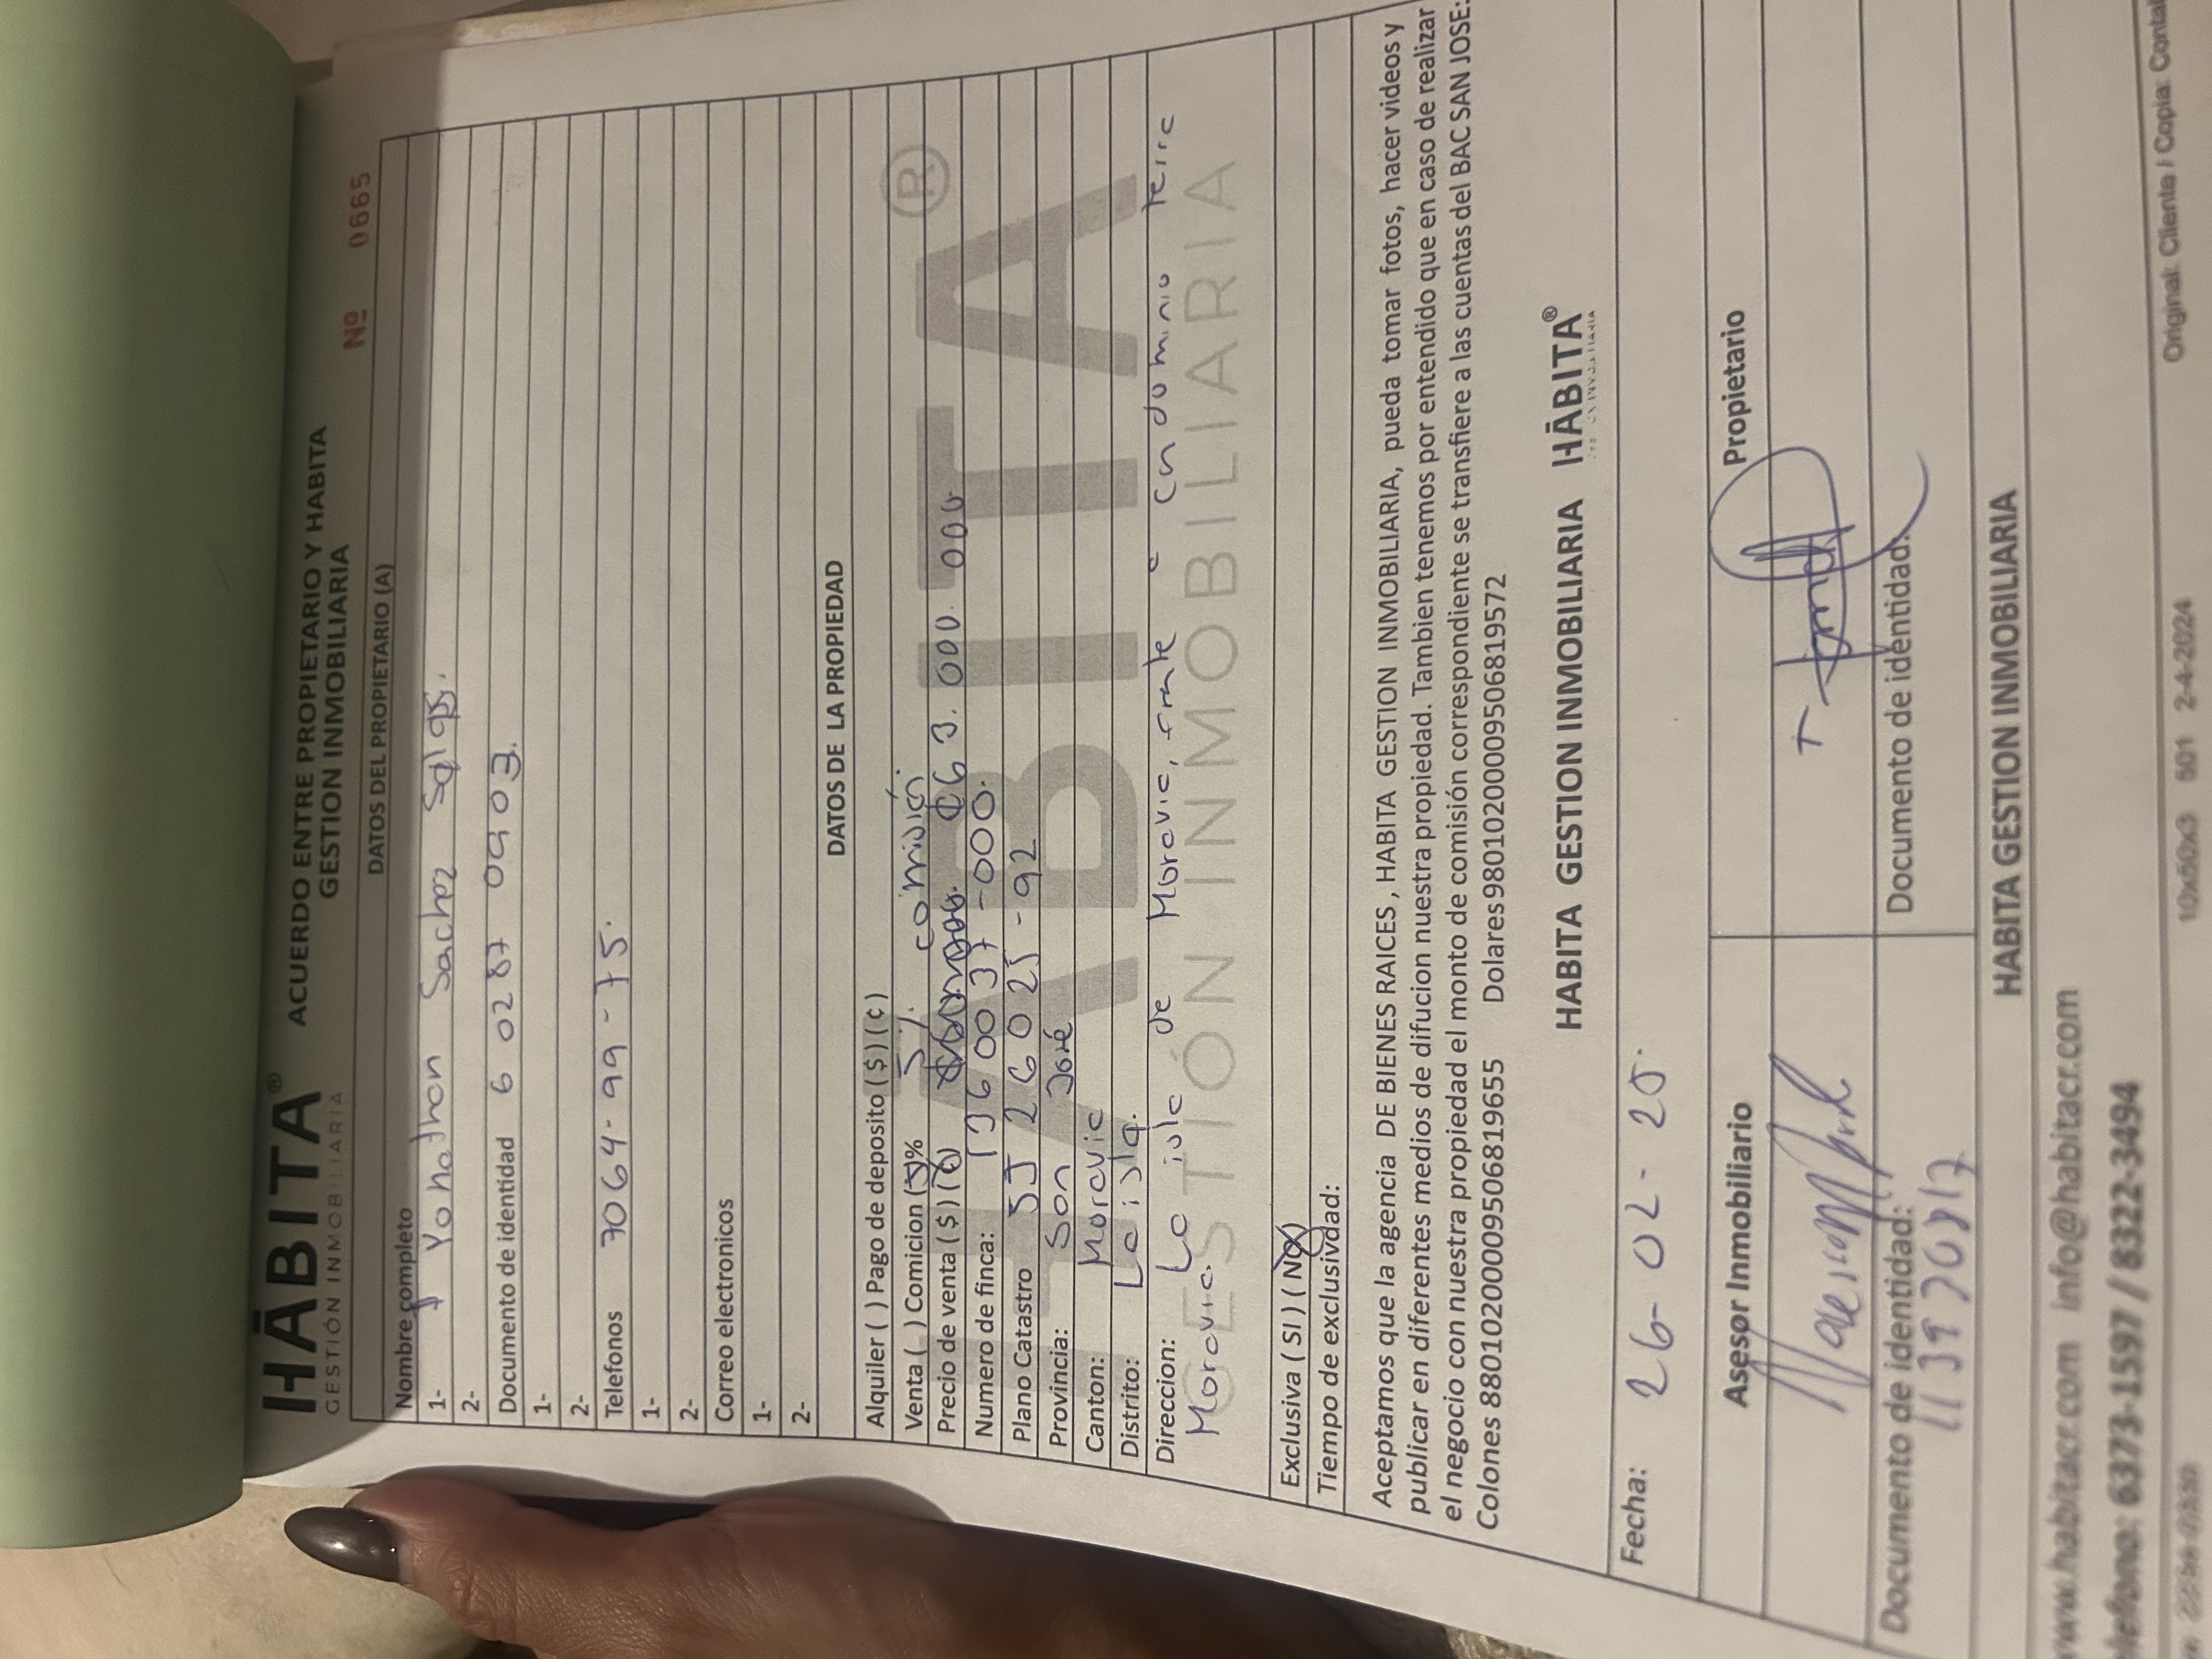 HĀBITA®
GESTIÓN INMOBILIARIA
ACUERDO ENTRE PROPIETARIO Y HABITA
GESTION INMOBILIARIA
Nº 0665
DATOS DEL PROPIETARIO (A)
Nombre completo
1- Yonathon Sachez Salas.
2-
Documento de identidad 6 0287 0903.
1-
2-
Telefonos 7064-99-75.
1-
2-
Correo electronicos
1-
2-
DATOS DE LA PROPIEDAD
Alquiler ( ) Pago de deposito ( $ ) ( ¢ )
Venta ( ) Comicion (5)% 5%. comisión.
Precio de venta ( $ ) (¢) ¢63.000.000.
Numero de finca: 13600037-000.
Plano Catastro SJ 26025-92
Provincia: San José
Canton: Moravia
Distrito: La isla.
Direccion: La isla de Moravia, frente a condominio
Moravia.
Exclusiva ( SI ) ( NO )
Tiempo de exclusividad:
Aceptamos que la agencia DE BIENES RAICES , HABITA GESTION INMOBILIARIA, pueda tomar fotos, hacer videos y
publicar en diferentes medios de difucion nuestra propiedad. Tambien tenemos por entendido que en caso de realizar
el negocio con nuestra propiedad el monto de comisión correspondiente se transfiere a las cuentas del BAC SAN JOSE:
Colones 88010200009506819655 Dolares 98010200009506819572
HABITA GESTION INMOBILIARIA HĀBITA®
Fecha: 26-02-25.
Asesor Inmobiliario
Propietario
Documento de identidad:
113970817
Documento de identidad:
HABITA GESTION INMOBILIARIA
www.habitacr.com info@habitacr.com
Telefono: 6373-1597 / 8322-3494
10x50x3 501 2-4-2024
Original: Cliente / Copia: